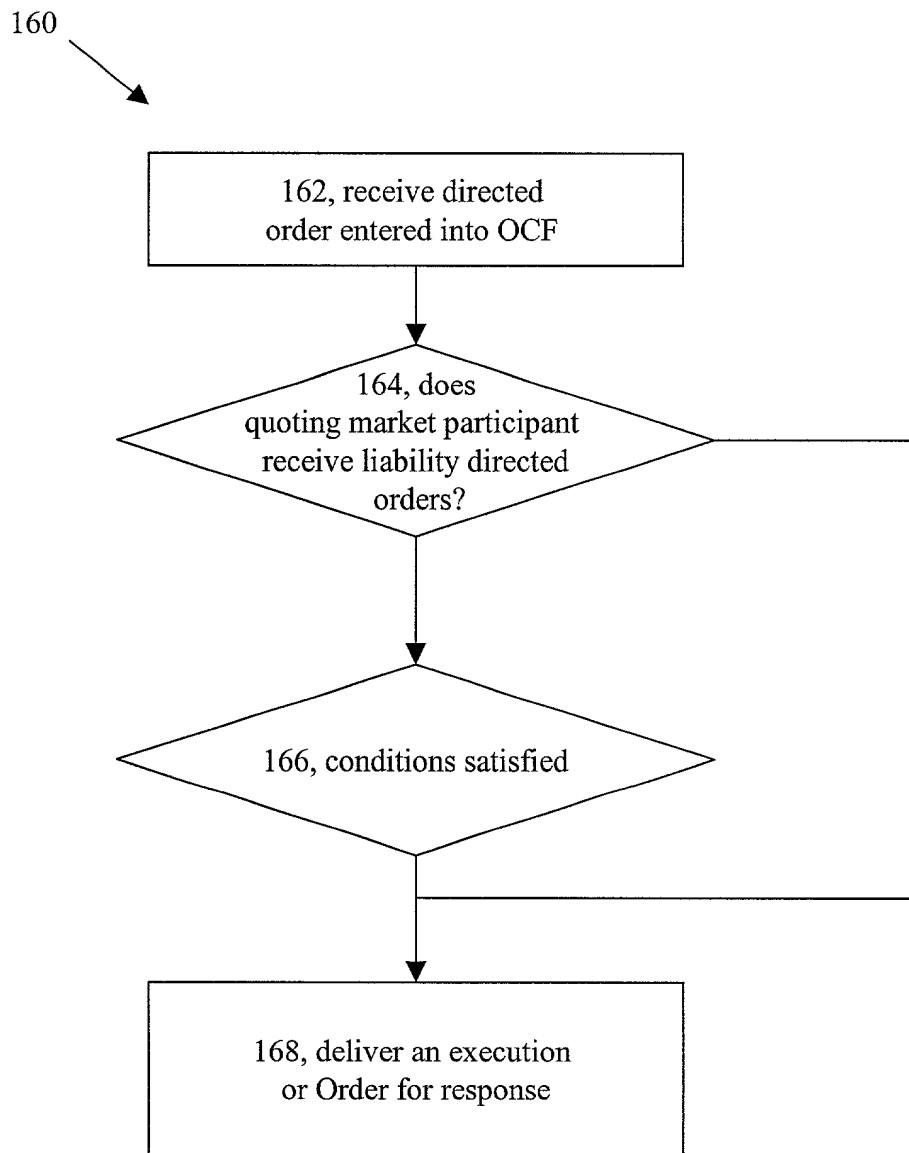 160
162, receive directed
order entered into OCF
164, does
quoting market participant
receive liability directed
orders?
166, conditions satisfied
168, deliver an execution
or Order for response